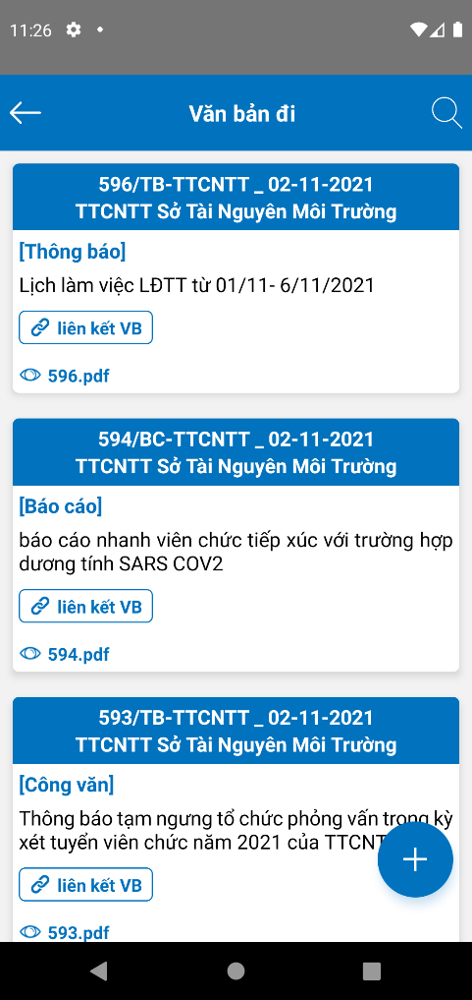 11:26
Văn bản đi
596/TB-TTCNTT _ 02-11-2021
TTCNTT Sở Tài Nguyên Môi Trường
[Thông báo]
Lịch làm việc LĐTT từ 01/11- 6/11/2021
liên kết VB
596.pdf
594/BC-TTCNTT _ 02-11-2021
TTCNTT Sở Tài Nguyên Môi Trường
[Báo cáo]
báo cáo nhanh viên chức tiếp xúc với trường hợp
dương tính SARS COV2
liên kết VB
594.pdf
593/TB-TTCNTT _ 02-11-2021
TTCNTT Sở Tài Nguyên Môi Trường
[Công văn]
Thông báo tạm ngưng tổ chức phỏng vấn trong kỳ
xét tuyển viên chức năm 2021 của
liên kết VB
593.pdf